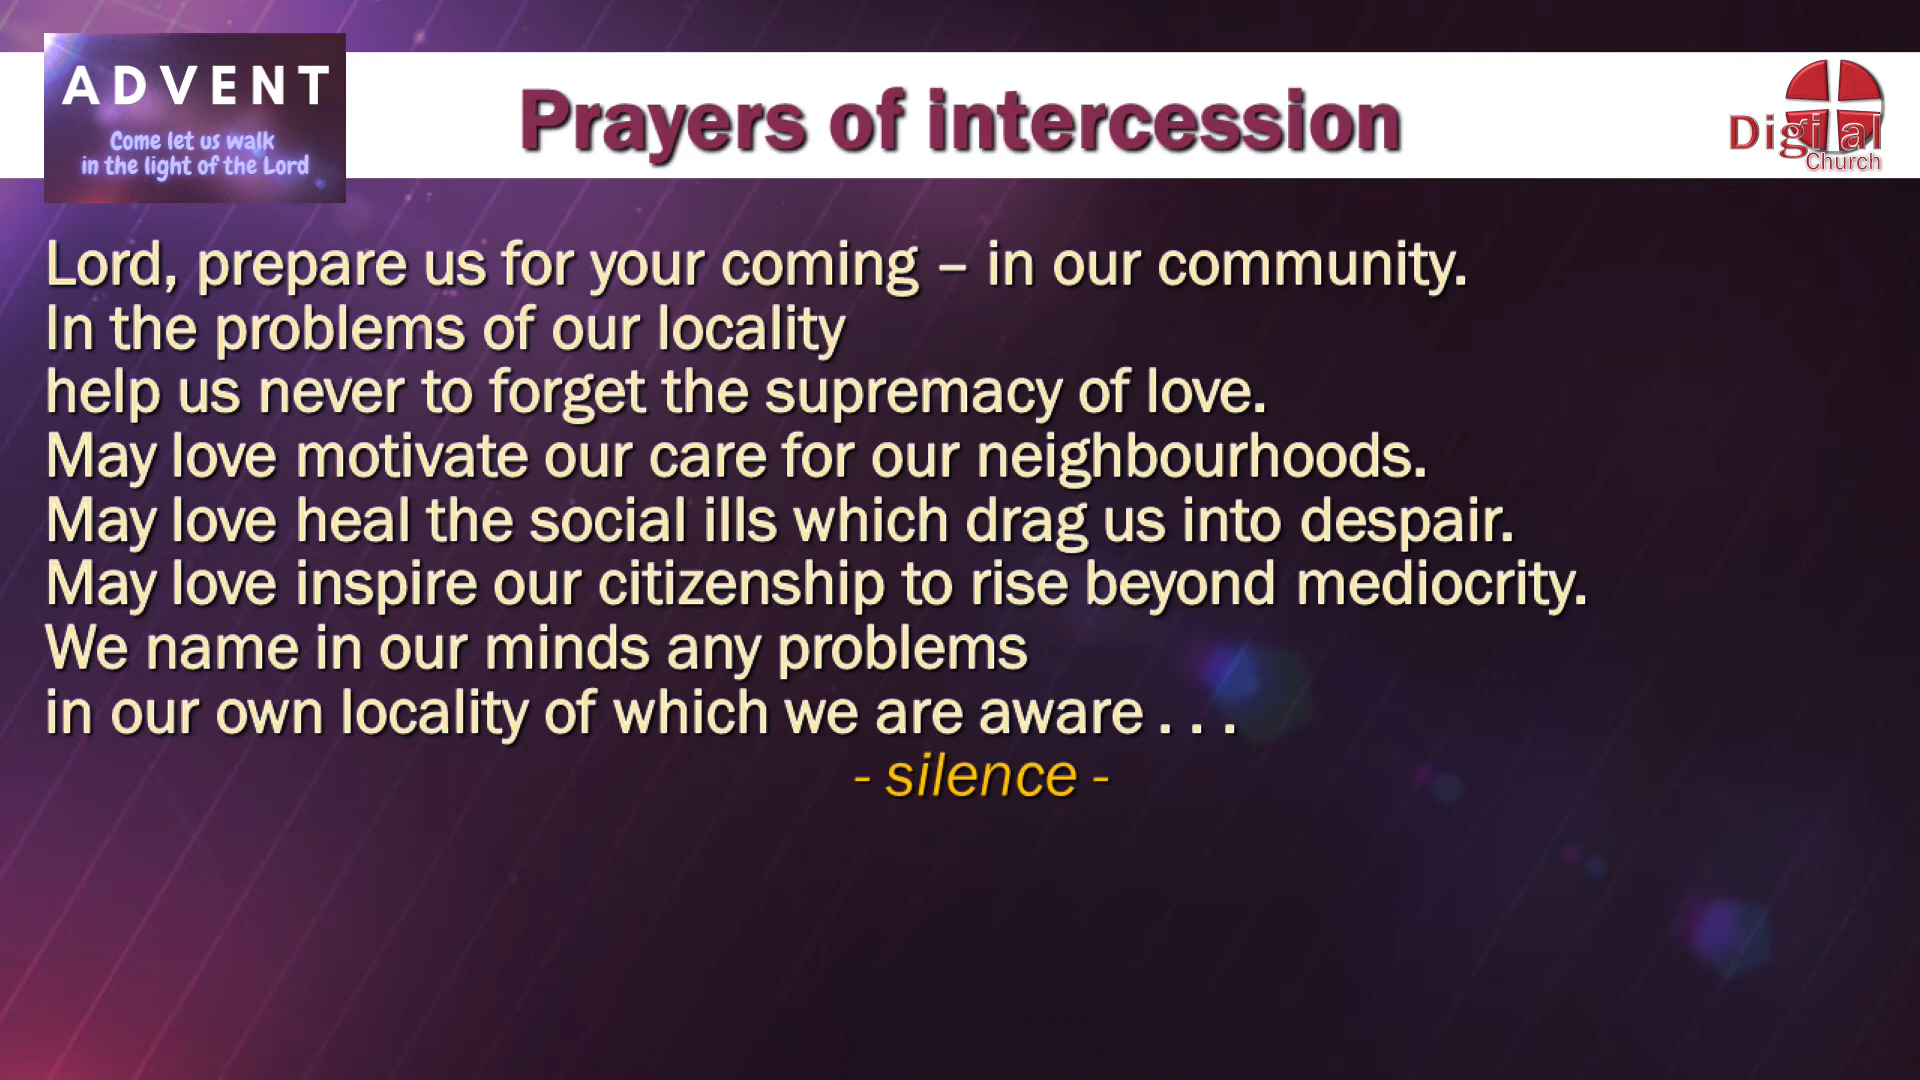 ADVENT
Come let us walk
in the light of the Lord
Prayers of intercession
Digital
Church
Lord, prepare us for your coming – in our community.
In the problems of our locality
help us never to forget the supremacy of love.
May love motivate our care for our neighbourhoods.
May love heal the social ills which drag us into despair.
May love inspire our citizenship to rise beyond mediocrity.
We name in our minds any problems
in our own locality of which we are aware . . .
- silence -